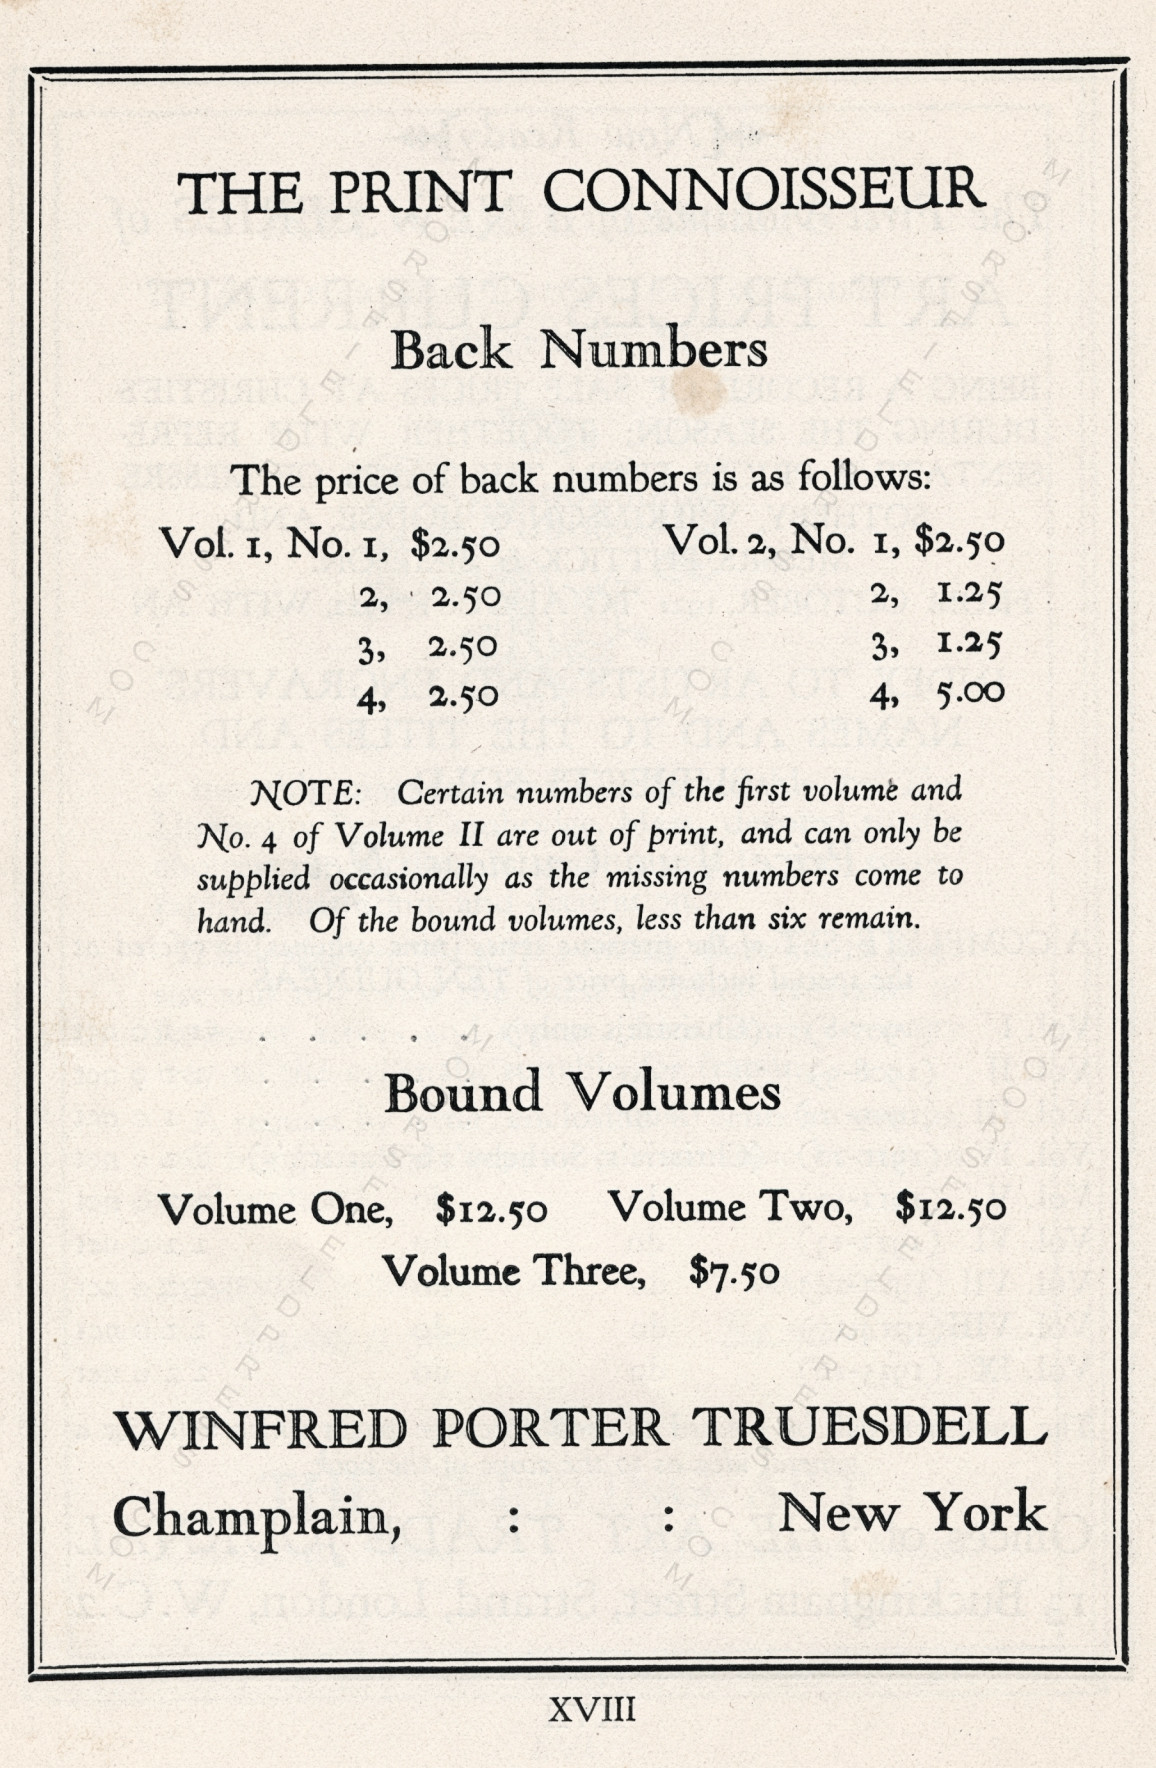 THE PRINT CONNOISSEUR
Back Numbers
The price of back numbers is as follows:
Vol. 1, No. 1, $2.50 Vol. 2, No. 1, $2.50
2, 2.50 2, 1.25
3, 2.50 3, 1.25
4, 2.50 4, 5.00
NOTE: Certain numbers of the first volume and
No. 4 of Volume II are out of print, and can only be
supplied occasionally as the missing numbers come to
hand. Of the bound volumes, less than six remain.
Bound Volumes
Volume One, $12.50 Volume Two, $12.50
Volume Three, $7.50
WINFRED PORTER TRUESDELL
Champlain, : : New York
XVIII